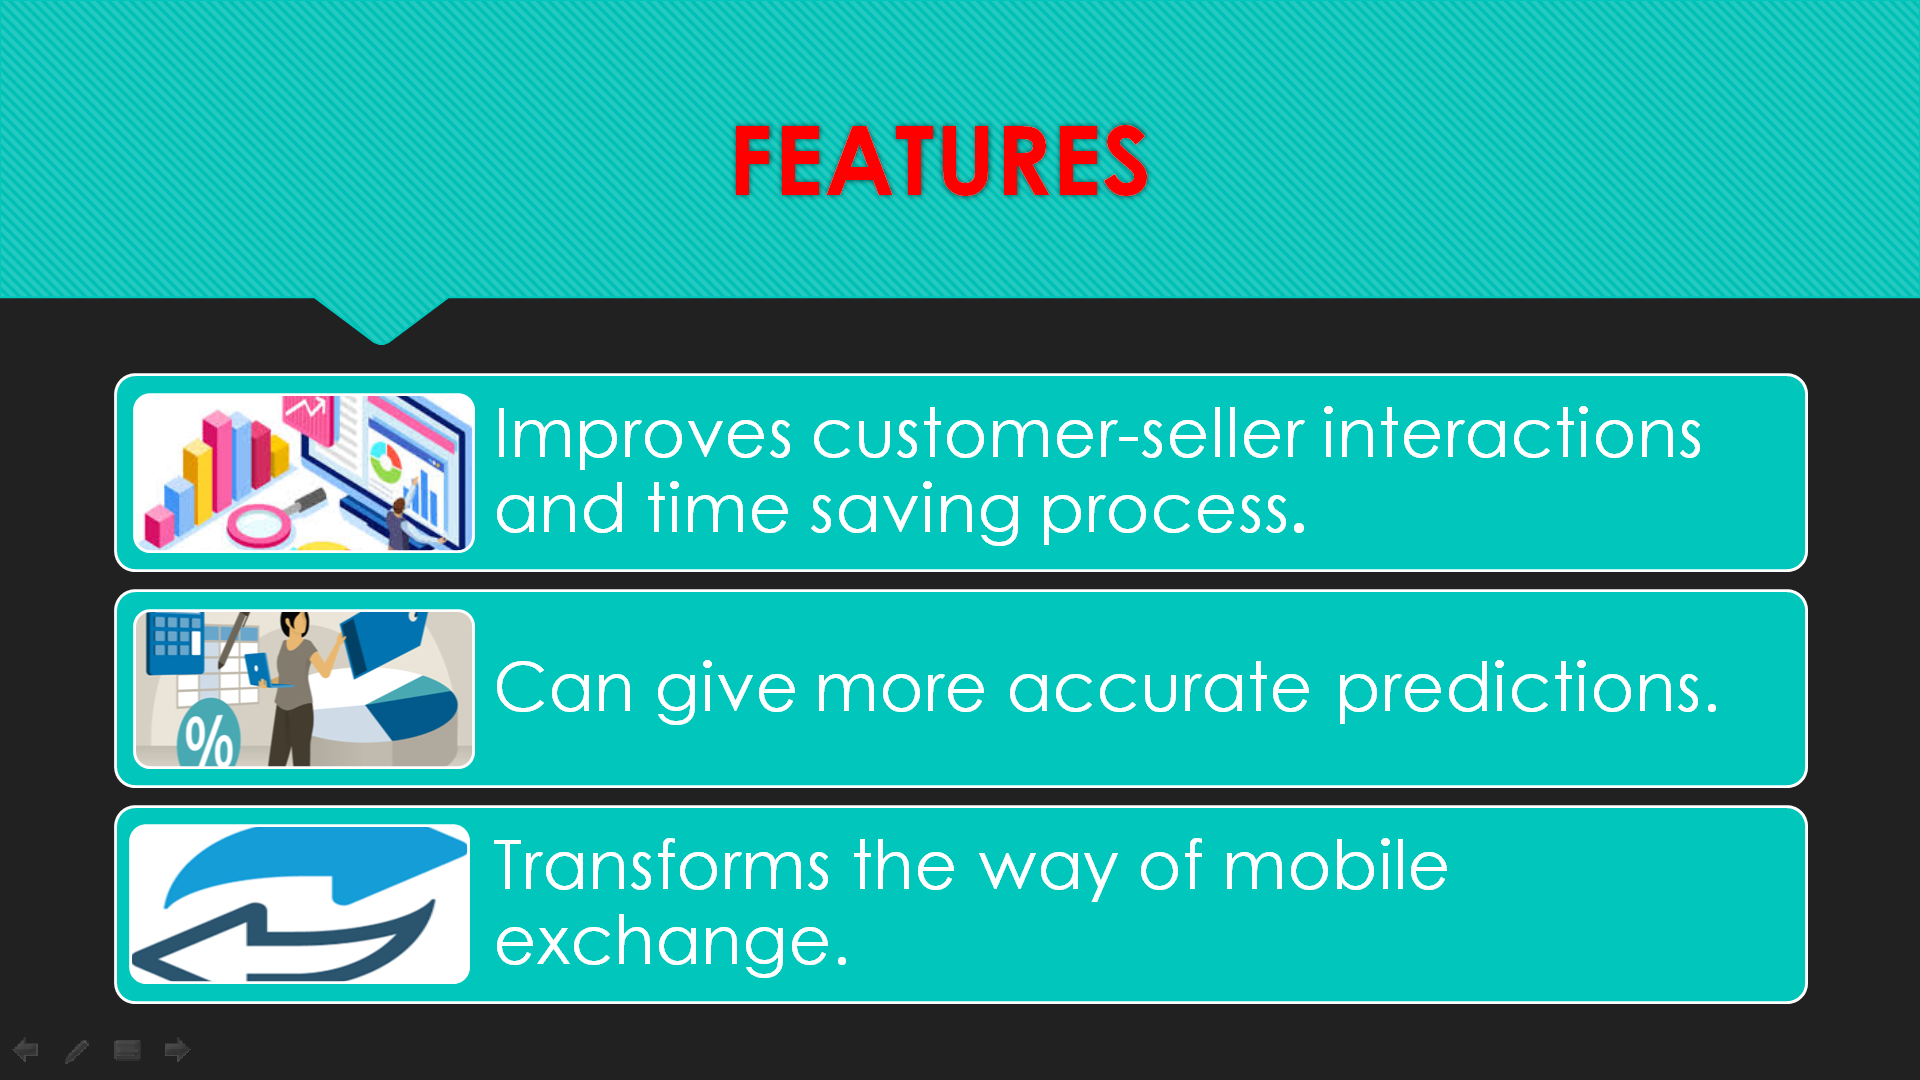 FEATURES
Improves customer-seller interactions
and time saving process.
Can give more accurate predictions.
%
Transforms the way of mobile
exchange.